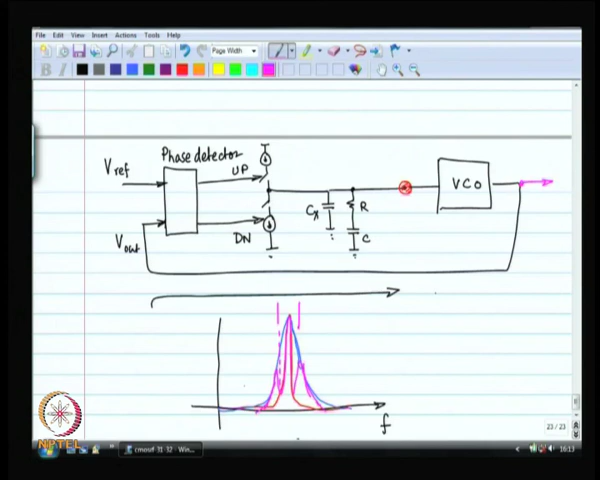 File Edit View Insert Actions Tools Help
Page Width
B I
Phase detector
Vref
UP
VCO
Cx
R
C
Vout
DN
f
23 / 23
NPTEL
cmosrf-31-32 - Win...
16:13